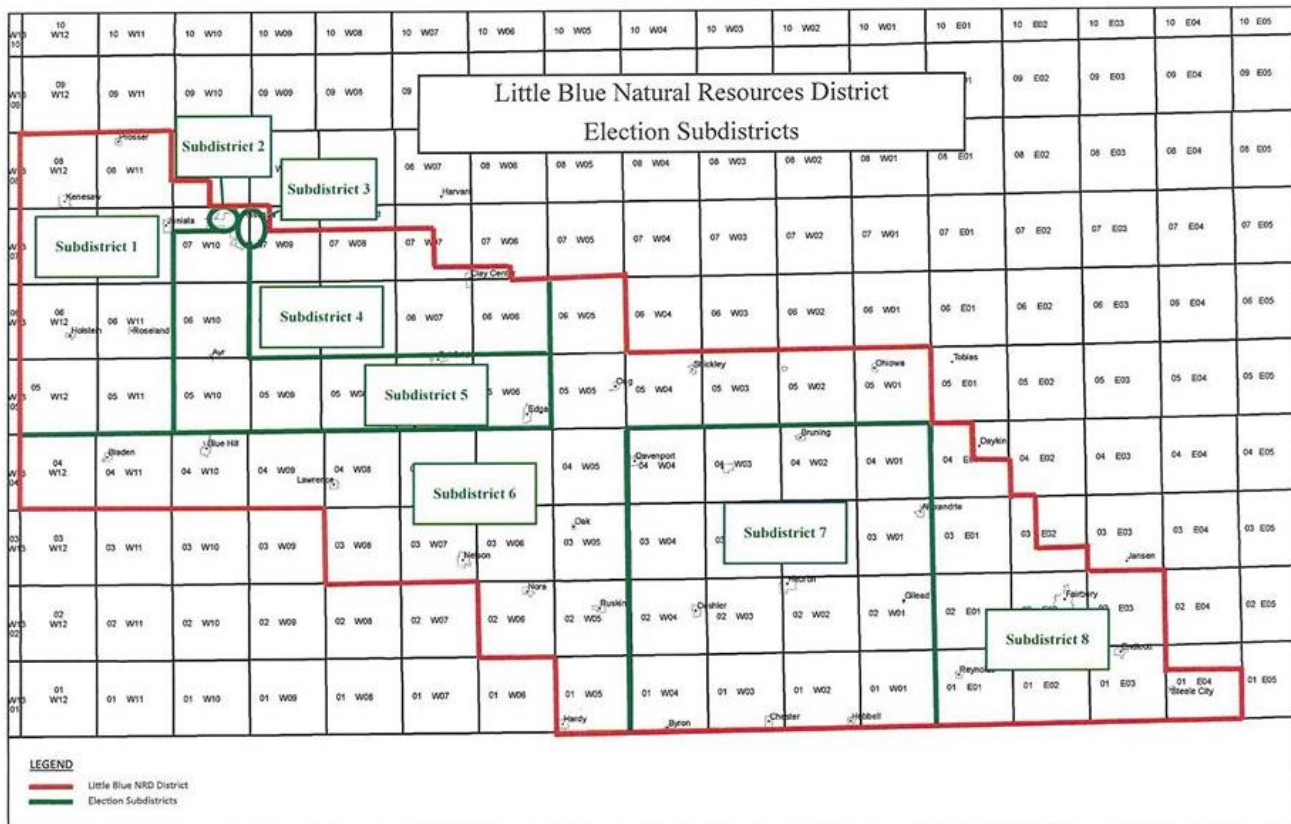 10 W12 10 W11 10 W10 10 W09 10 W08 10 W07 10 W06 10 W05 10 W04 10 W03 10 W02 10 W01 10 E01 10 E02 10 E03 10 E04 10 E05
Little Blue Natural Resources District
Election Subdistricts
09 W12 09 W11 09 W10 09 W09 09 W08 09 E02 09 E03 09 E04 09 E05
Prosser
Subdistrict 2
08 W12 08 W11 08 W07 08 W06 08 W05 08 W04 08 W03 08 W02 08 W01 08 E01 08 E02 08 E03 08 E04 08 E05
Subdistrict 3
Kenesaw
Harvard
Juniata
Subdistrict 1
07 W10 07 W09 07 W08 07 W06 07 W05 07 W04 07 W03 07 W02 07 W01 07 E01 07 E02 07 E03 07 E04 07 E05
Clay Center
Subdistrict 4
06 W12 06 W11 06 W10 06 W07 06 W06 06 W05 06 W04 06 W03 06 W02 06 W01 06 E01 06 E02 06 E03 06 E04 06 E05
Holstein
Roseland
Ayr
Shickley
Ohiowa
Tobias
05 W12 05 W11 05 W10 05 W09 05 W06 05 W05 05 W04 05 W03 05 W02 05 W01 05 E01 05 E02 05 E03 05 E04 05 E05
Subdistrict 5
Ong
Edgar
Blue Hill
Bruning
Daykin
Bladen
Davenport
04 W12 04 W11 04 W10 04 W09 04 W08 04 W05 04 W04 04 W03 04 W02 04 W01 04 E02 04 E03 04 E04 04 E05
Lawrence
Subdistrict 6
Alexandria
Oak
Subdistrict 7
03 W12 03 W11 03 W10 03 W09 03 W08 03 W07 03 W06 03 W05 03 W04 03 W01 03 E01 03 E02 03 E03 03 E04 03 E05
Nelson
Jansen
Nora
Hebron
Fairbury
Ruskin
Deshler
Gilead
02 W12 02 W11 02 W10 02 W09 02 W08 02 W07 02 W06 02 W05 02 W04 02 W03 02 W02 02 W01 02 E01 02 E03 02 E04 02 E05
Subdistrict 8
Endicott
Reynolds
01 W12 01 W11 01 W10 01 W09 01 W08 01 W07 01 W06 01 W05 01 W04 01 W03 01 W02 01 W01 01 E01 01 E02 01 E03 01 E04 01 E05
Steele City
Hardy
Byron
Chester
Hubbell
LEGEND
Little Blue NRD District
Election Subdistricts